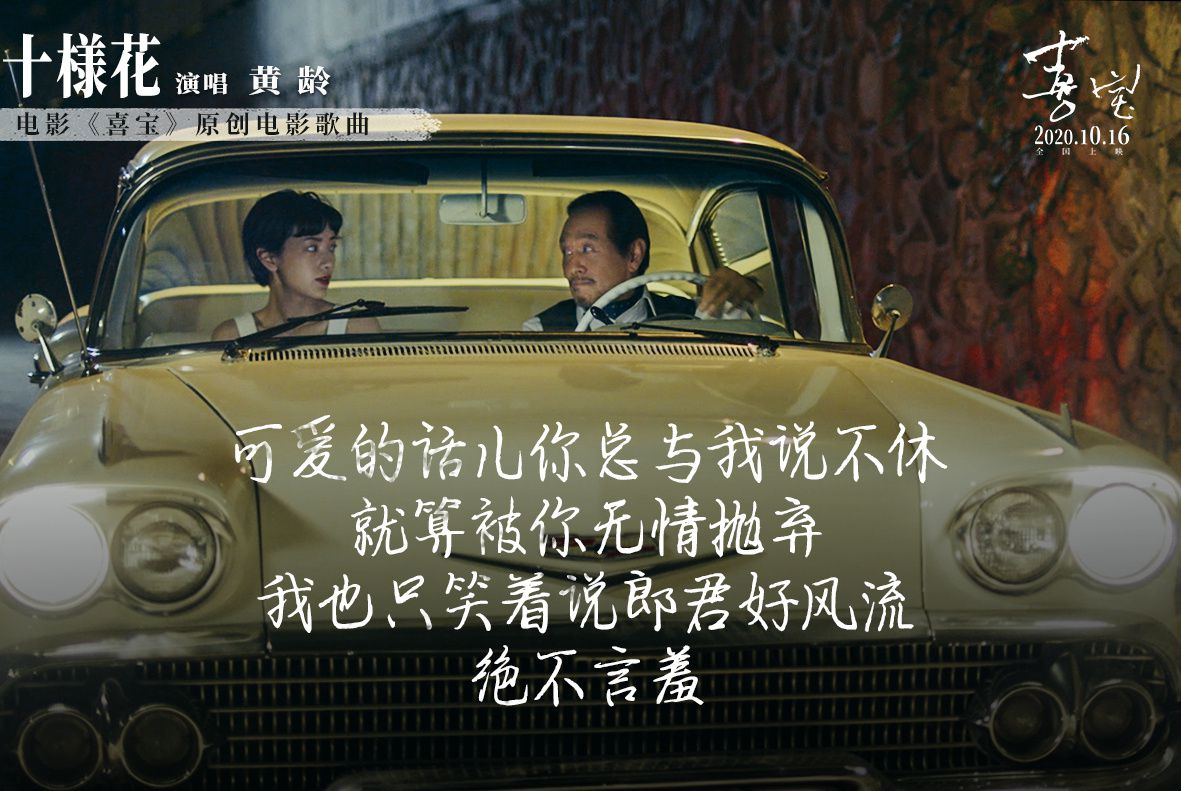 十様花 演唱 黄龄
电影《喜宝》原创电影歌曲
喜宝
2020.10.16
全国上映
可爱的话儿你总与我说不休
就算被你无情抛弃
我也只笑着说郎君好风流
绝不言羞